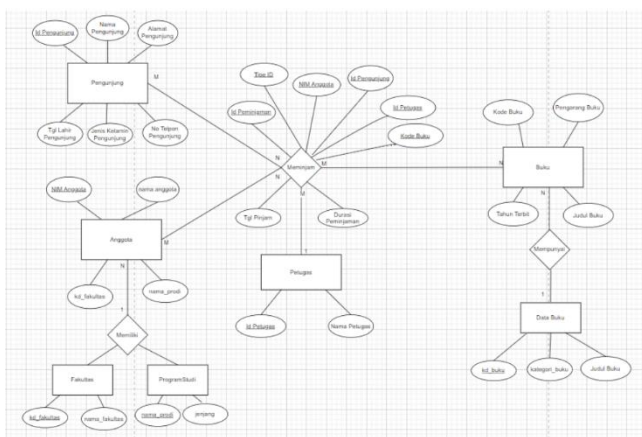 Id Pengunjung
Nama
Pengunjung
Alamat
Pengunjung
Pengunjung
M
Tgl Lahir
Pengunjung
Jenis Kelamin
Pengunjung
No Telpon
Pengunjung
Tipe ID
NIM Anggota
Id Pengunjung
Id Peminjaman
Id Petugas
Kode Buku
N
N
Meminjam
M
M
Tgl Pinjam
Durasi
Peminjaman
1
Petugas
Id Petugas
Nama Petugas
Kode Buku
Pengarang Buku
N
Buku
N
Tahun Terbit
Judul Buku
Mempunyai
1
Data Buku
kd_buku
kategori_buku
Judul Buku
NIM Anggota
nama anggota
Anggota
M
N
kd_fakultas
nama_prodi
1
Memiliki
Fakultas
ProgramStudi
kd_fakultas
nama_fakultas
nama_prodi
jenjang